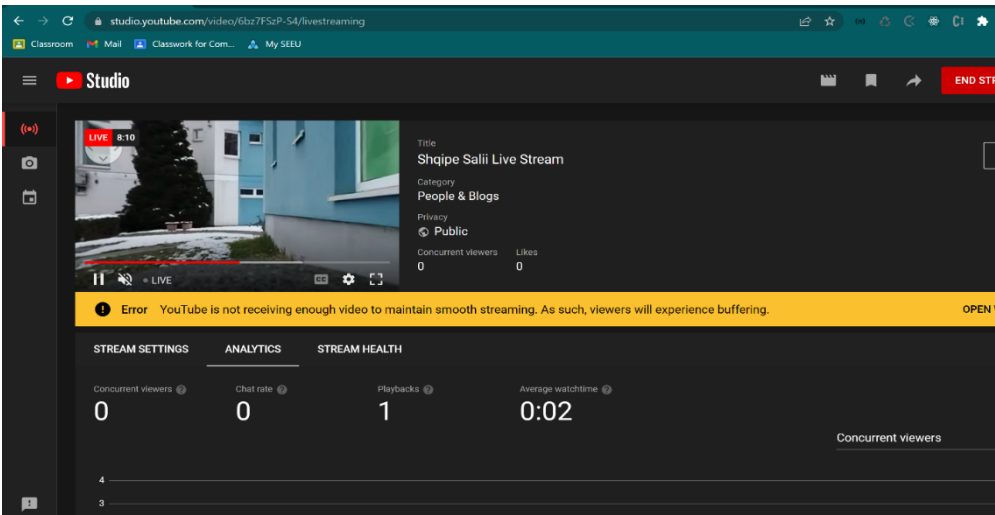 studio.youtube.com/video/6bz7FSzP-S4/livestreaming
Classroom Mail Classwork for Com... My SEEU
Studio
END STR
LIVE 8:10
Title
Shqipe Salii Live Stream
Category
People & Blogs
Privacy
Public
Concurrent viewers Likes
0 0
CC
LIVE
Error YouTube is not receiving enough video to maintain smooth streaming. As such, viewers will experience buffering.
OPEN
STREAM SETTINGS ANALYTICS STREAM HEALTH
Concurrent viewers Chat rate Playbacks Average watchtime
0 0 1 0:02
Concurrent viewers
4
3